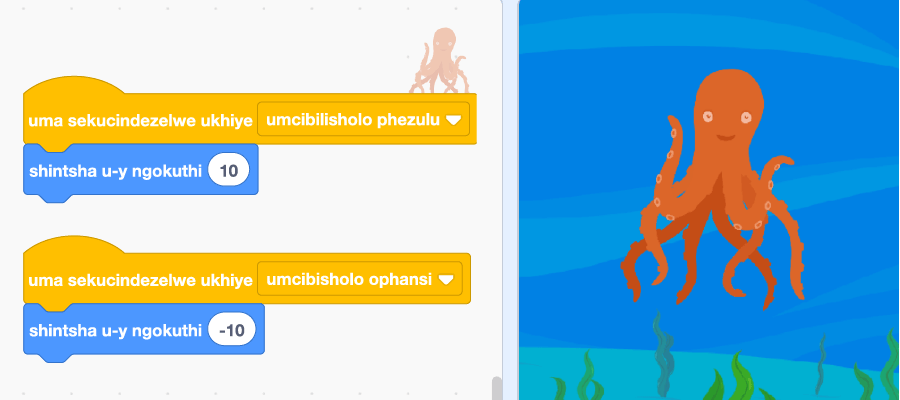 uma sekucindezelwe ukhiye umcibilisholo phezulu
shintsha u-y ngokuthi 10
uma sekucindezelwe ukhiye umcibisholo ophansi
shintsha u-y ngokuthi -10